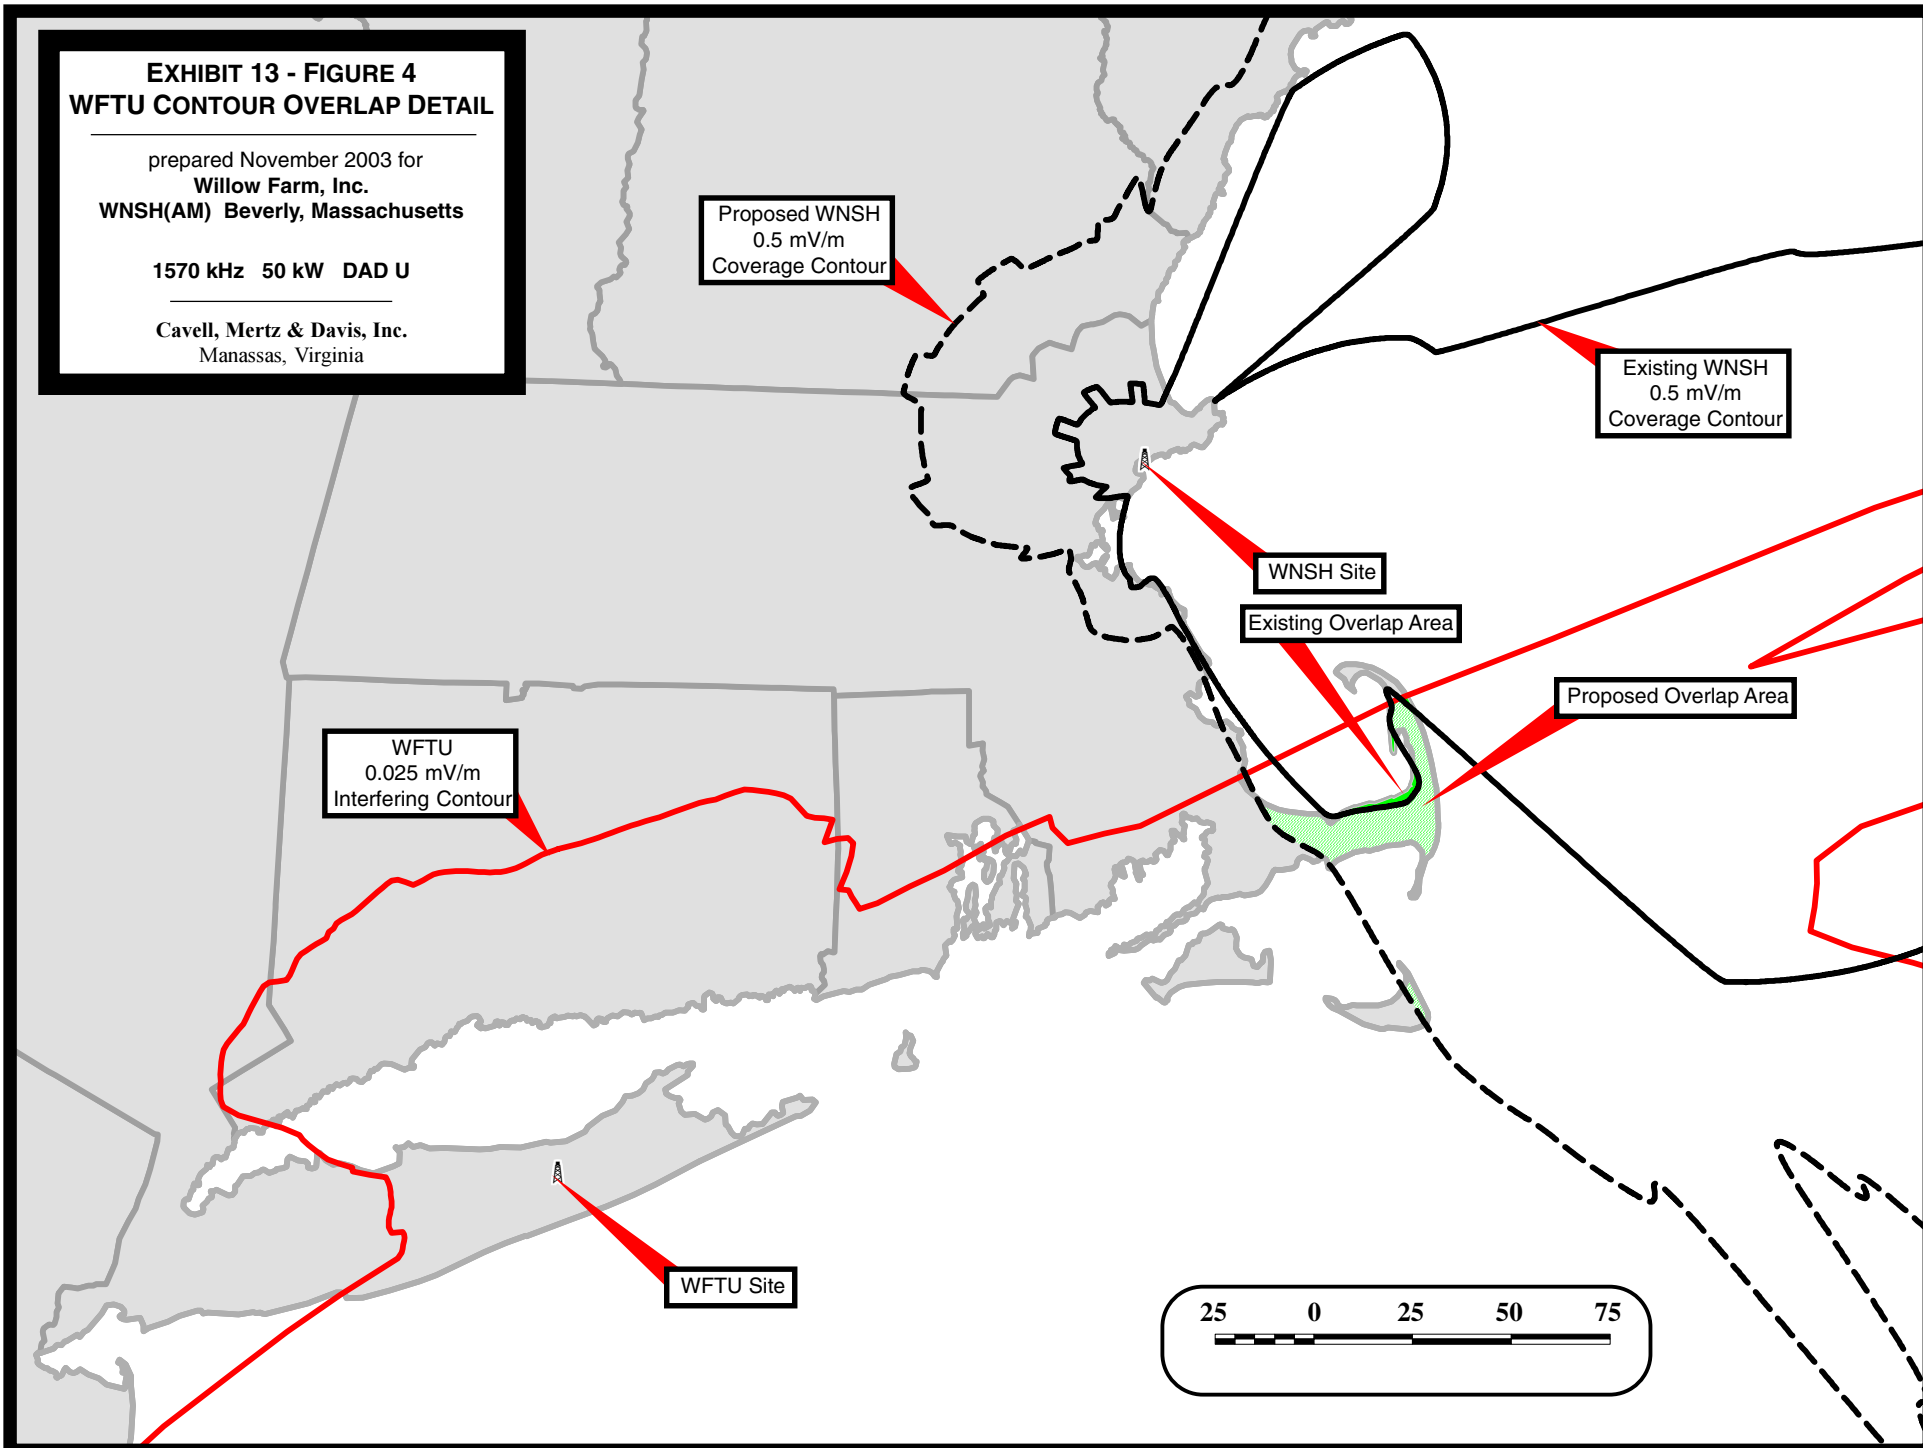 EXHIBIT 13 - FIGURE 4
WFTU CONTOUR OVERLAP DETAIL
prepared November 2003 for
Willow Farm, Inc.
WNSH(AM) Beverly, Massachusetts
1570 kHz 50 kW DAD U
Cavell, Mertz & Davis, Inc.
Manassas, Virginia
Proposed WNSH
0.5 mV/m
Coverage Contour
Existing WNSH
0.5 mV/m
Coverage Contour
WNSH Site
Existing Overlap Area
Proposed Overlap Area
WFTU
0.025 mV/m
Interfering Contour
WFTU Site
25 0 25 50 75